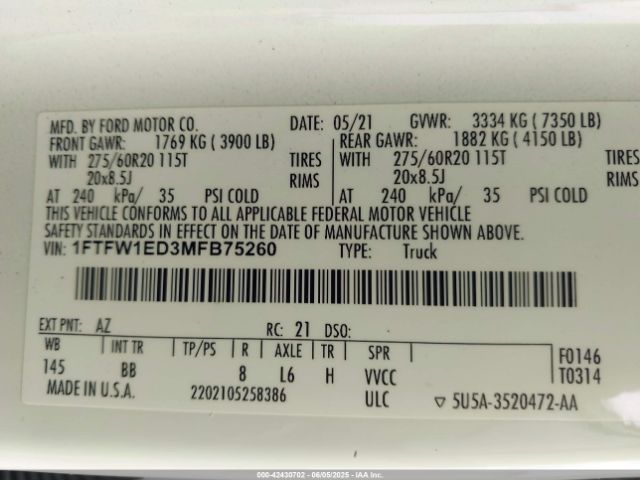 MFD. BY FORD MOTOR CO. DATE: 05/21 GVWR: 3334 KG ( 7350 LB)
FRONT GAWR: 1769 KG ( 3900 LB) REAR GAWR: 1882 KG ( 4150 LB)
WITH 275/60R20 115T TIRES WITH 275/60R20 115T TIRES
20x8.5J RIMS 20x8.5J RIMS
AT 240 kPa/ 35 PSI COLD AT 240 kPa/ 35 PSI COLD
THIS VEHICLE CONFORMS TO ALL APPLICABLE FEDERAL MOTOR VEHICLE
SAFETY STANDARDS IN EFFECT ON THE DATE OF MANUFACTURE SHOWN ABOVE.
VIN: 1FTFW1ED3MFB75260 TYPE: Truck
EXT PNT: AZ RC: 21 DSO:
WB INT TR TP/PS R AXLE TR SPR F0146
145 BB 8 L6 H VVCC T0314
MADE IN U.S.A. 2202105258386 ULC ▽ 5U5A-3520472-AA
000-42430702 - 06/05/2025 - IAAI.com